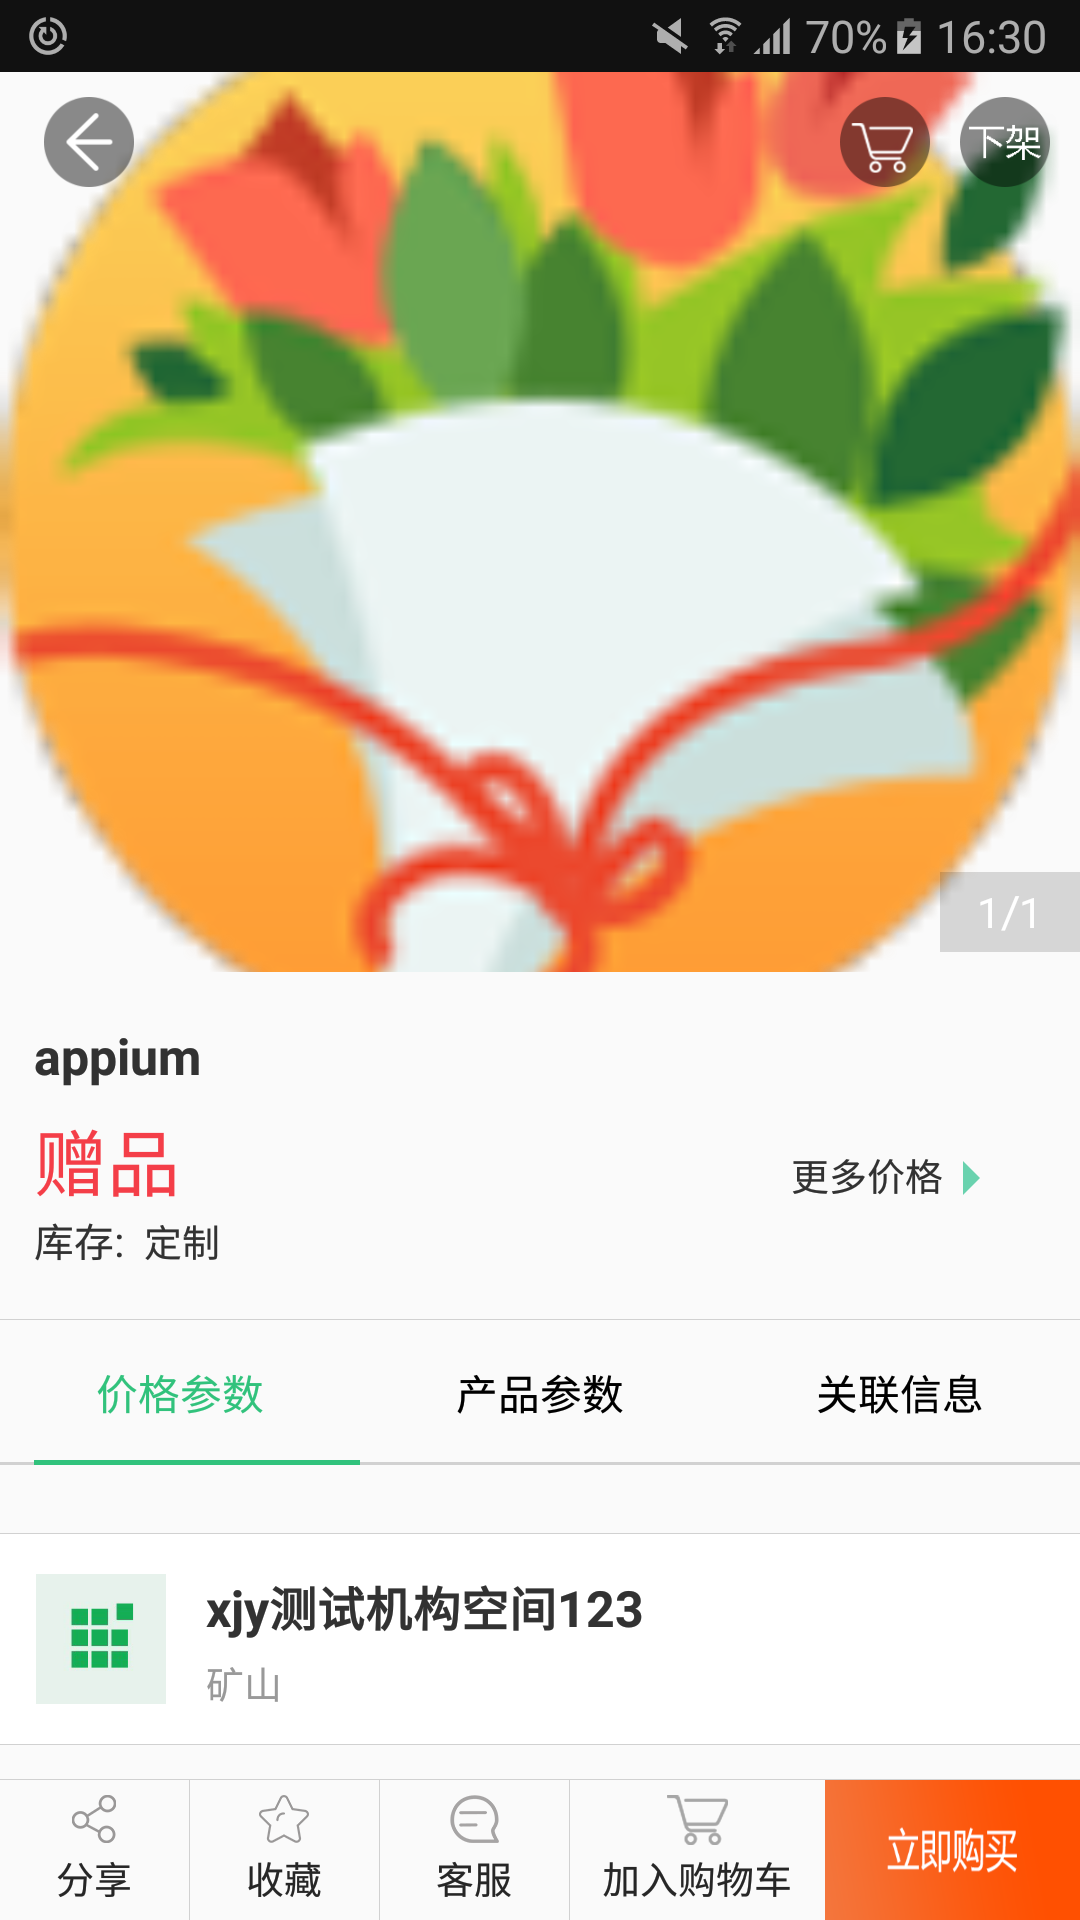 70% 16:30
下架
1/1
appium
赠品
更多价格
库存: 定制
价格参数 产品参数 关联信息
xjy测试机构空间123
矿山
分享 收藏 客服 加入购物车 立即购买